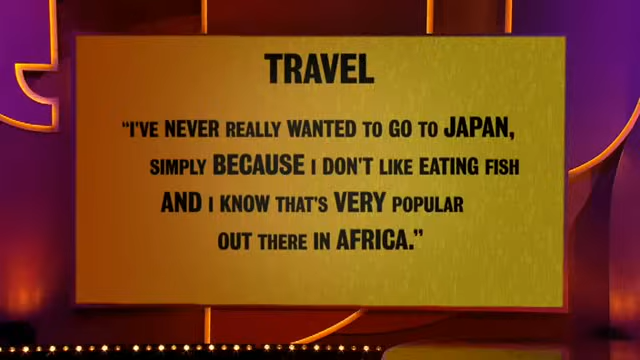 TRAVEL
“I'VE NEVER REALLY WANTED TO GO TO JAPAN,
SIMPLY BECAUSE I DON'T LIKE EATING FISH
AND I KNOW THAT'S VERY POPULAR
OUT THERE IN AFRICA.”